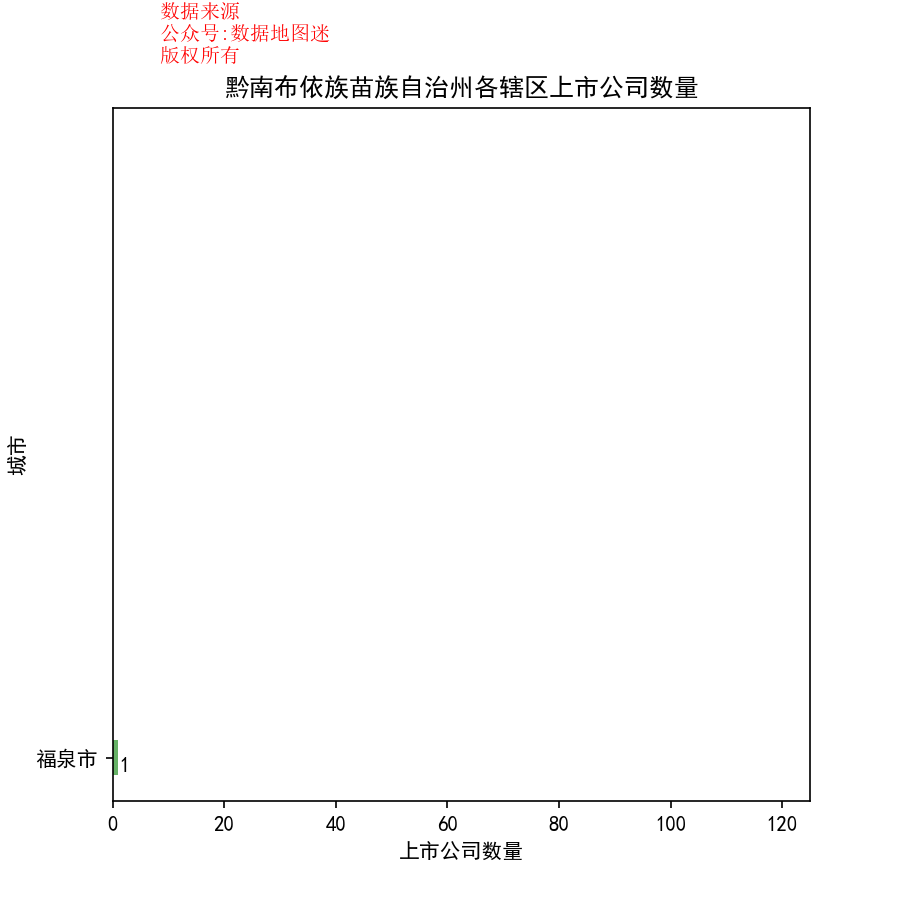 数据来源
公众号:数据地图迷
版权所有
黔南布依族苗族自治州各辖区上市公司数量
城市
福泉市
1
0 20 40 60 80 100 120
上市公司数量